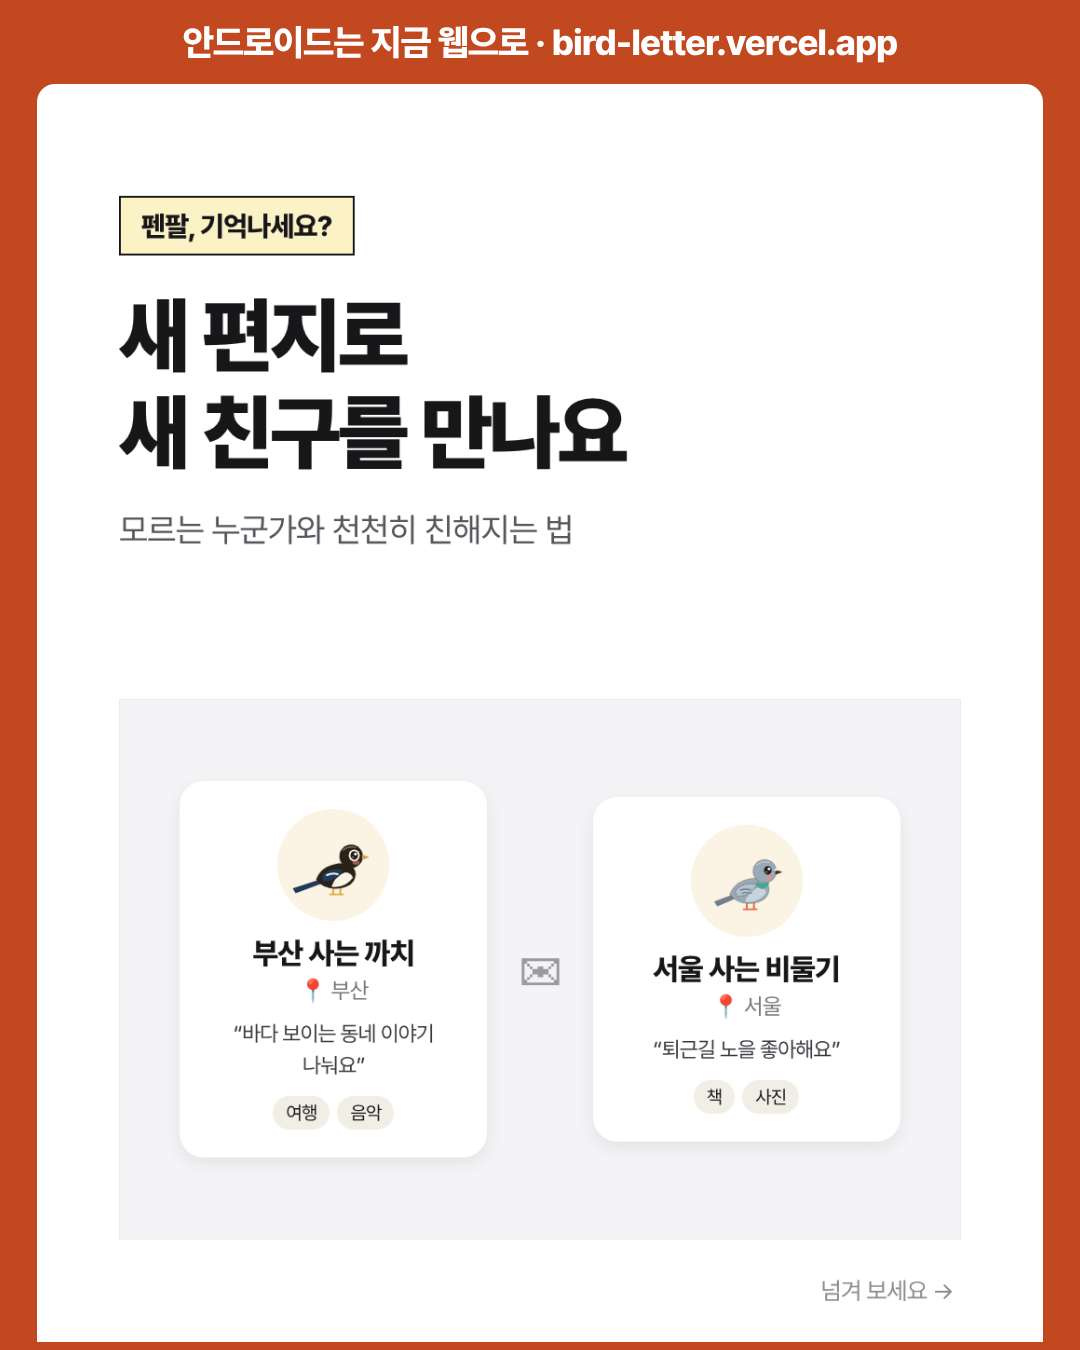 안드로이드는 지금 웹으로 · bird-letter.vercel.app
펜팔, 기억나세요?
새 편지로
새 친구를 만나요
모르는 누군가와 천천히 친해지는 법
부산 사는 까치
📍 부산
“바다 보이는 동네 이야기
나눠요”
여행 음악
서울 사는 비둘기
📍 서울
“퇴근길 노을 좋아해요”
책 사진
넘겨 보세요 →